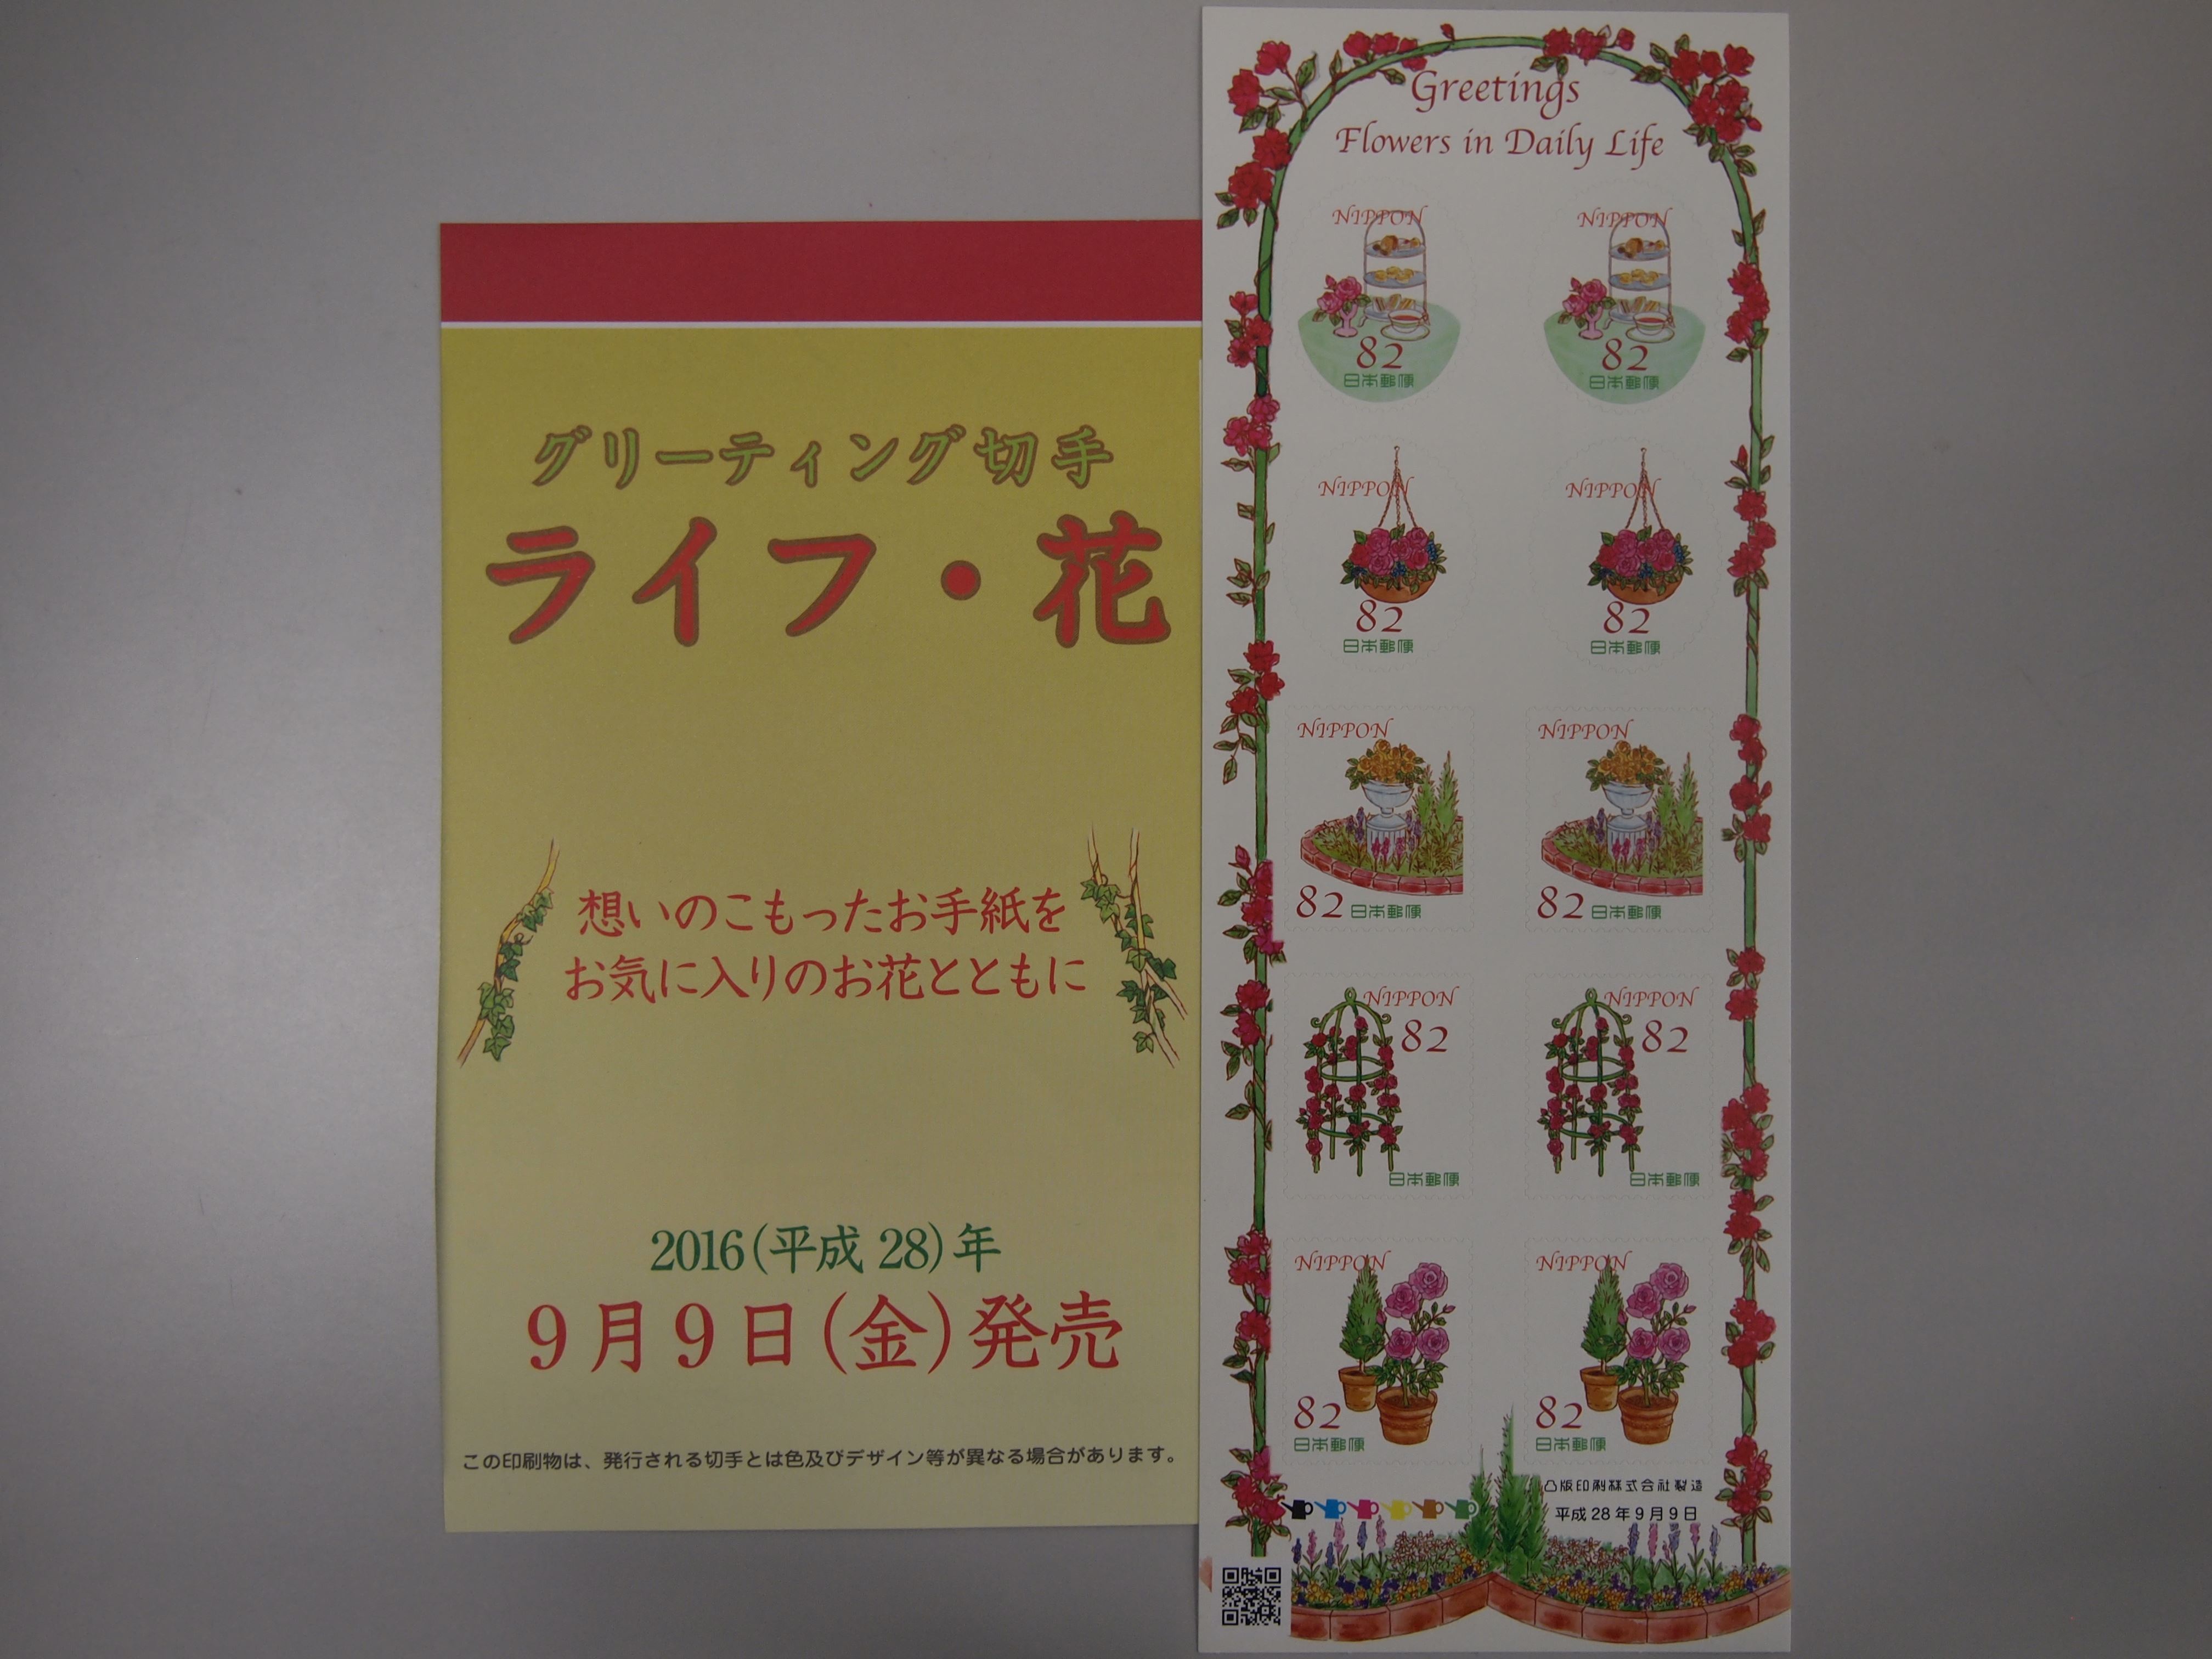 グリーティング切手
ライフ・花
想いのこもったお手紙を
お気に入りのお花とともに
2016(平成 28)年
9月9日(金)発売
この印刷物は、発行される切手とは色及びデザイン等が異なる場合があります。
Greetings
Flowers in Daily Life
NIPPON
82
日本郵便
NIPPON
82
日本郵便
NIPPON
82
日本郵便
NIPPON
82
日本郵便
NIPPON
82 日本郵便
NIPPON
82 日本郵便
NIPPON
82
日本郵便
NIPPON
82
日本郵便
NIPPON
82
日本郵便
NIPPON
82
日本郵便
凸版印刷株式会社製造
平成28年9月9日